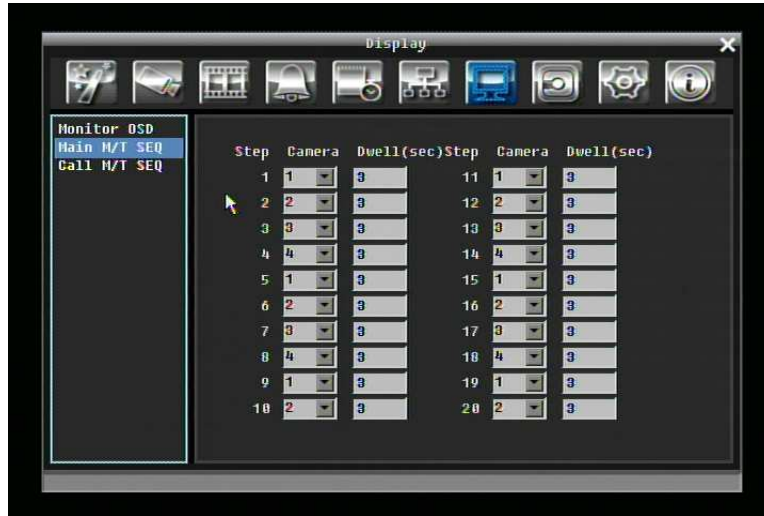 Display
Monitor OSD
Main M/T SEQ
Call M/T SEQ
Step Camera Dwell(sec) Step Camera Dwell(sec)
1 1 3 11 1 3
2 2 3 12 2 3
3 3 3 13 3 3
4 4 3 14 4 3
5 1 3 15 1 3
6 2 3 16 2 3
7 3 3 17 3 3
8 4 3 18 4 3
9 1 3 19 1 3
10 2 3 20 2 3